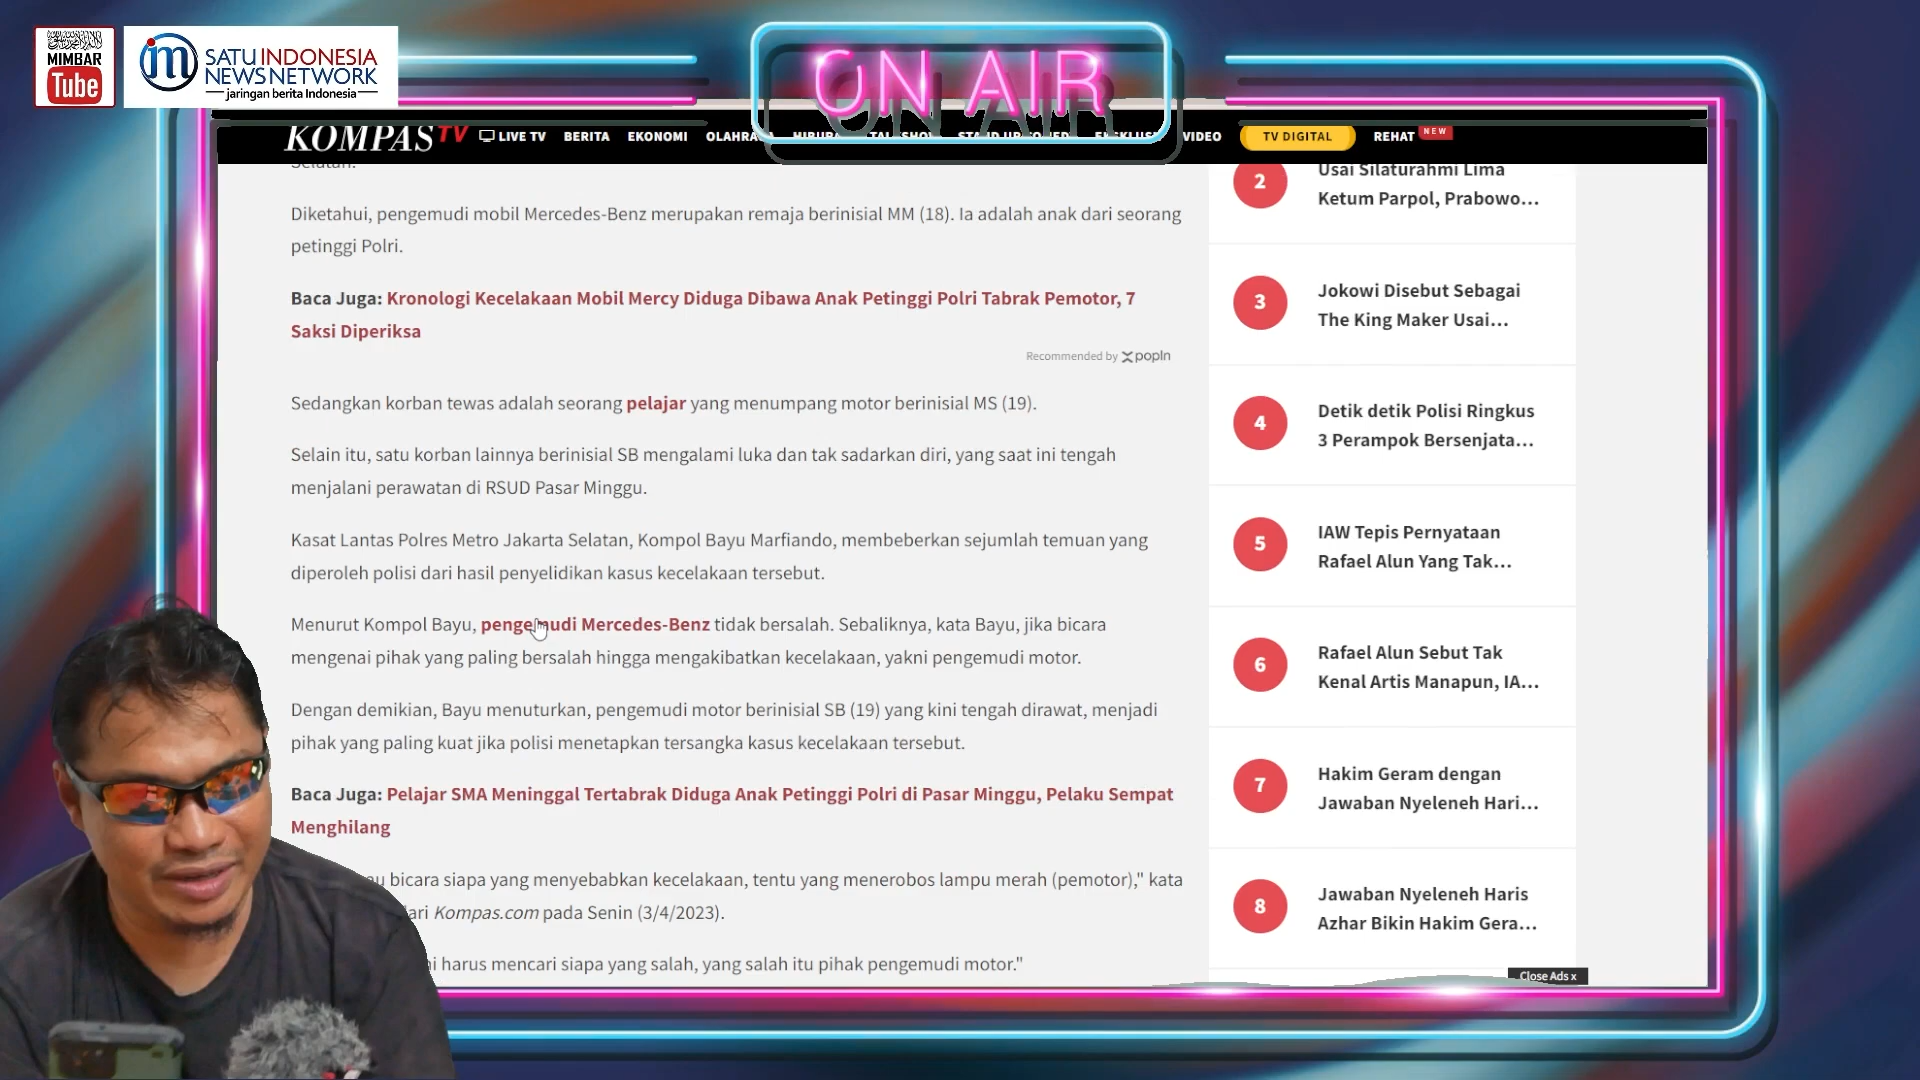 MIMBAR
Tube
SATU INDONESIA
NEWS NETWORK
jaringan berita Indonesia
ON AIR
KOMPAS TV LIVE TV BERITA EKONOMI TV DIGITAL REHAT NEW
VIDEO
Selatan.
Diketahui, pengemudi mobil Mercedes-Benz merupakan remaja berinisial MM (18). Ia adalah anak dari seorang
petinggi Polri.
Baca Juga: Kronologi Kecelakaan Mobil Mercy Diduga Dibawa Anak Petinggi Polri Tabrak Pemotor, 7
Saksi Diperiksa
Recommended by popIn
Sedangkan korban tewas adalah seorang pelajar yang menumpang motor berinisial MS (19).
Selain itu, satu korban lainnya berinisial SB mengalami luka dan tak sadarkan diri, yang saat ini tengah
menjalani perawatan di RSUD Pasar Minggu.
Kasat Lantas Polres Metro Jakarta Selatan, Kompol Bayu Marfiando, membeberkan sejumlah temuan yang
diperoleh polisi dari hasil penyelidikan kasus kecelakaan tersebut.
Menurut Kompol Bayu, pengemudi Mercedes-Benz tidak bersalah. Sebaliknya, kata Bayu, jika bicara
mengenai pihak yang paling bersalah hingga mengakibatkan kecelakaan, yakni pengemudi motor.
Dengan demikian, Bayu menuturkan, pengemudi motor berinisial SB (19) yang kini tengah dirawat, menjadi
pihak yang paling kuat jika polisi menetapkan tersangka kasus kecelakaan tersebut.
Baca Juga: Pelajar SMA Meninggal Tertabrak Diduga Anak Petinggi Polri di Pasar Minggu, Pelaku Sempat
Menghilang
bicara siapa yang menyebabkan kecelakaan, tentu yang menerobos lampu merah (pemotor)," kata
Kompas.com pada Senin (3/4/2023).
harus mencari siapa yang salah, yang salah itu pihak pengemudi motor."
2
Usai Silaturahmi Lima
Ketum Parpol, Prabowo...
3
Jokowi Disebut Sebagai
The King Maker Usai...
4
Detik detik Polisi Ringkus
3 Perampok Bersenjata...
5
IAW Tepis Pernyataan
Rafael Alun Yang Tak...
6
Rafael Alun Sebut Tak
Kenal Artis Manapun, IA...
7
Hakim Geram dengan
Jawaban Nyeleneh Hari...
8
Jawaban Nyeleneh Haris
Azhar Bikin Hakim Gera...
Close Ads x